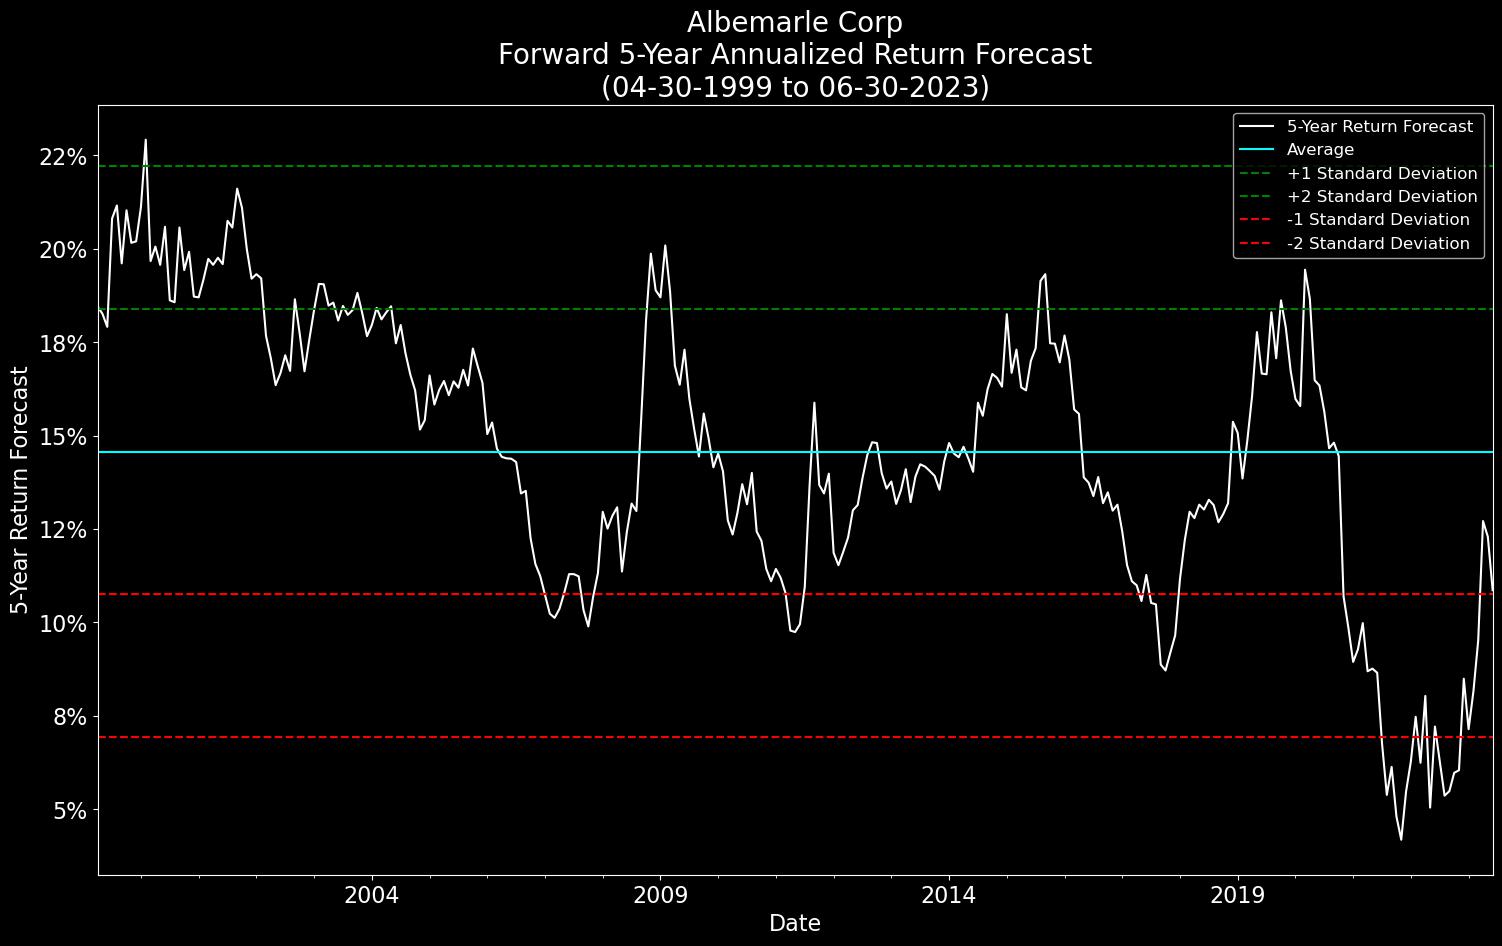 Albemarle Corp
Forward 5-Year Annualized Return Forecast
(04-30-1999 to 06-30-2023)
5-Year Return Forecast
Average
+1 Standard Deviation
+2 Standard Deviation
-1 Standard Deviation
-2 Standard Deviation
22%
20%
18%
15%
12%
10%
8%
5%
5-Year Return Forecast
2004
2009
2014
2019
Date